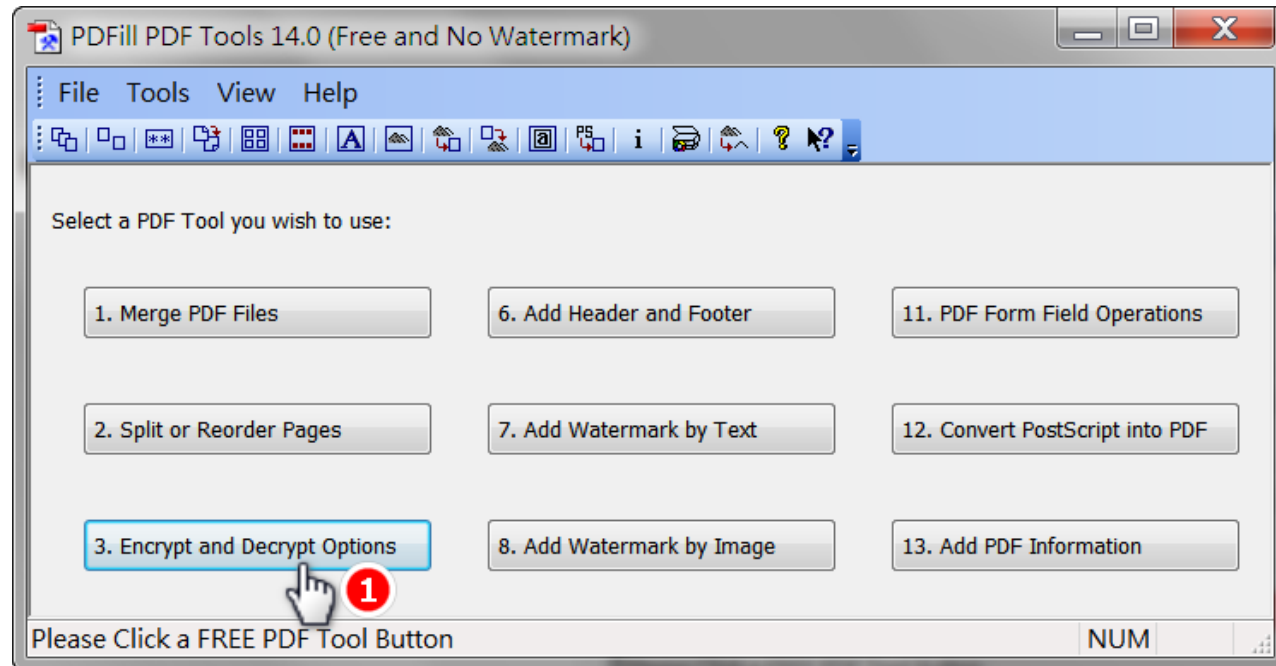 PDFill PDF Tools 14.0 (Free and No Watermark)
File Tools View Help
Select a PDF Tool you wish to use:
1. Merge PDF Files
6. Add Header and Footer
11. PDF Form Field Operations
2. Split or Reorder Pages
7. Add Watermark by Text
12. Convert PostScript into PDF
3. Encrypt and Decrypt Options
8. Add Watermark by Image
13. Add PDF Information
1
Please Click a FREE PDF Tool Button
NUM